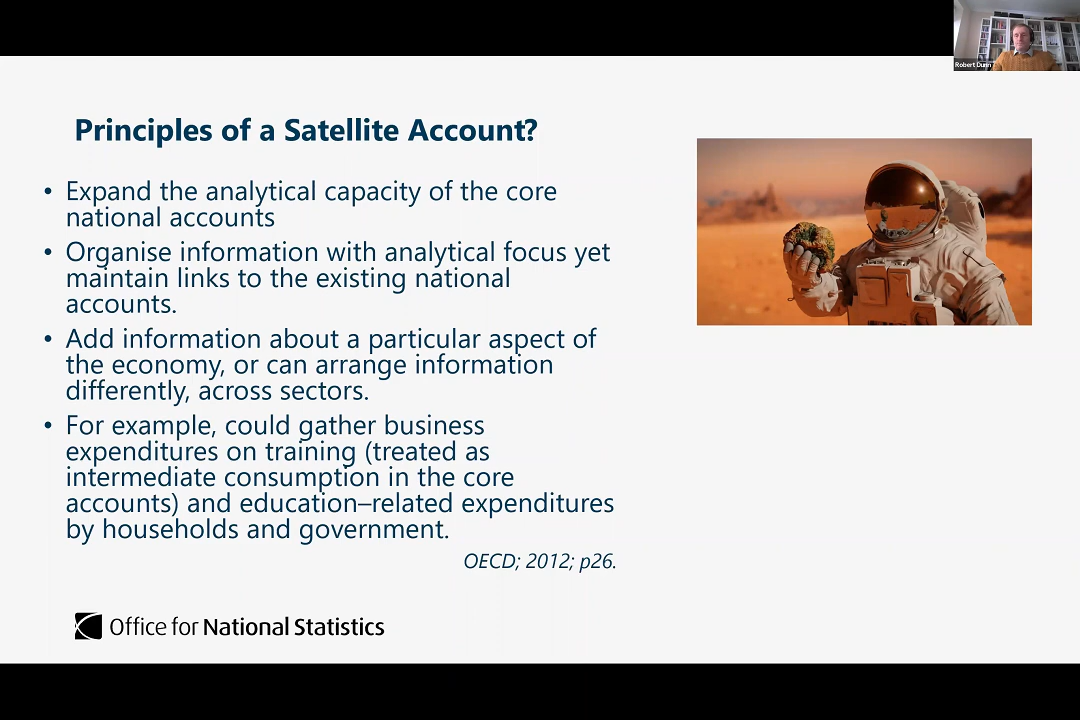 Robert Dunn
Principles of a Satellite Account?
• Expand the analytical capacity of the core
national accounts
• Organise information with analytical focus yet
maintain links to the existing national
accounts.
• Add information about a particular aspect of
the economy, or can arrange information
differently, across sectors.
• For example, could gather business
expenditures on training (treated as
intermediate consumption in the core
accounts) and education–related expenditures
by households and government.
OECD; 2012; p26.
Office for National Statistics